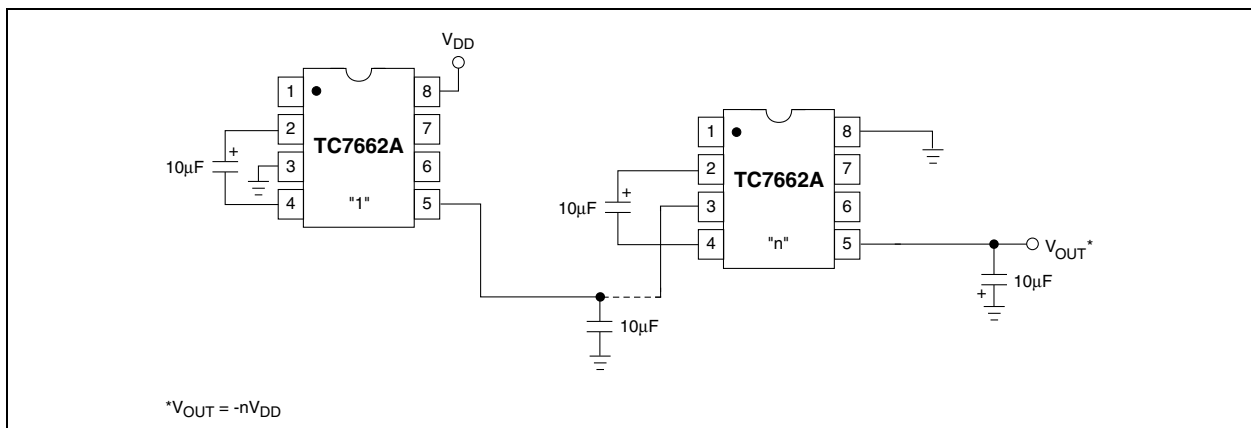 V_DD
1
8
2
7
TC7662A
3
6
4
5
"1"
10µF
+
1
8
2
7
TC7662A
3
6
4
5
"n"
10µF
+
10µF
V_OUT*
10µF
+
*V_OUT = -nV_DD